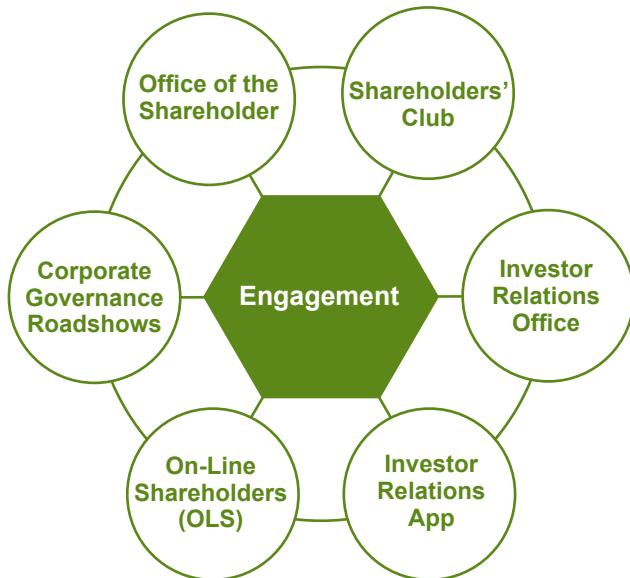 Office of the
Shareholder
Shareholders’
Club
Corporate
Governance
Roadshows
Engagement
Investor
Relations
Office
On-Line
Shareholders
(OLS)
Investor
Relations
App